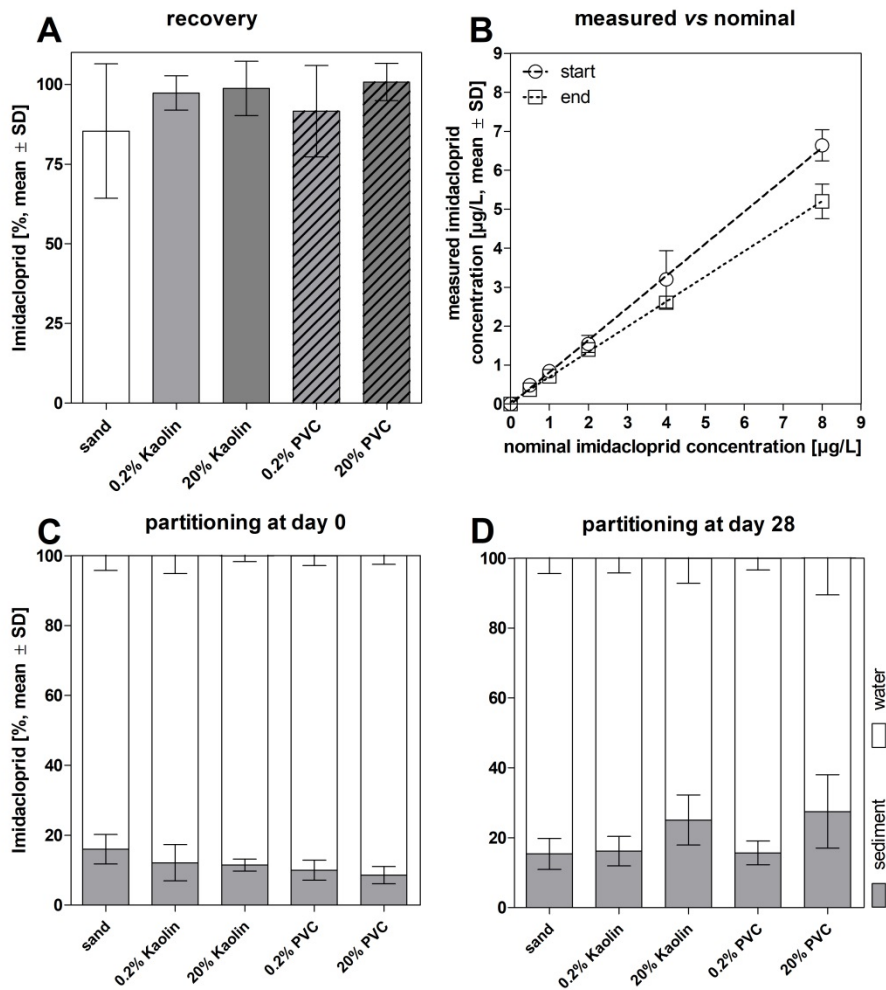 A
recovery
Imidacloprid [%, mean ± SD]
100
75
50
25
0
sand
0.2% Kaolin
20% Kaolin
0.2% PVC
20% PVC
B
measured vs nominal
measured imidacloprid
concentration [µg/L, mean ± SD]
9
8
7
6
5
4
3
2
1
0
start
end
0 1 2 3 4 5 6 7 8 9
nominal imidacloprid concentration [µg/L]
C
partitioning at day 0
Imidacloprid [%, mean ± SD]
100
80
60
40
20
0
sand
0.2% Kaolin
20% Kaolin
0.2% PVC
20% PVC
D
partitioning at day 28
100
80
60
40
20
0
sand
0.2% Kaolin
20% Kaolin
0.2% PVC
20% PVC
sediment
water